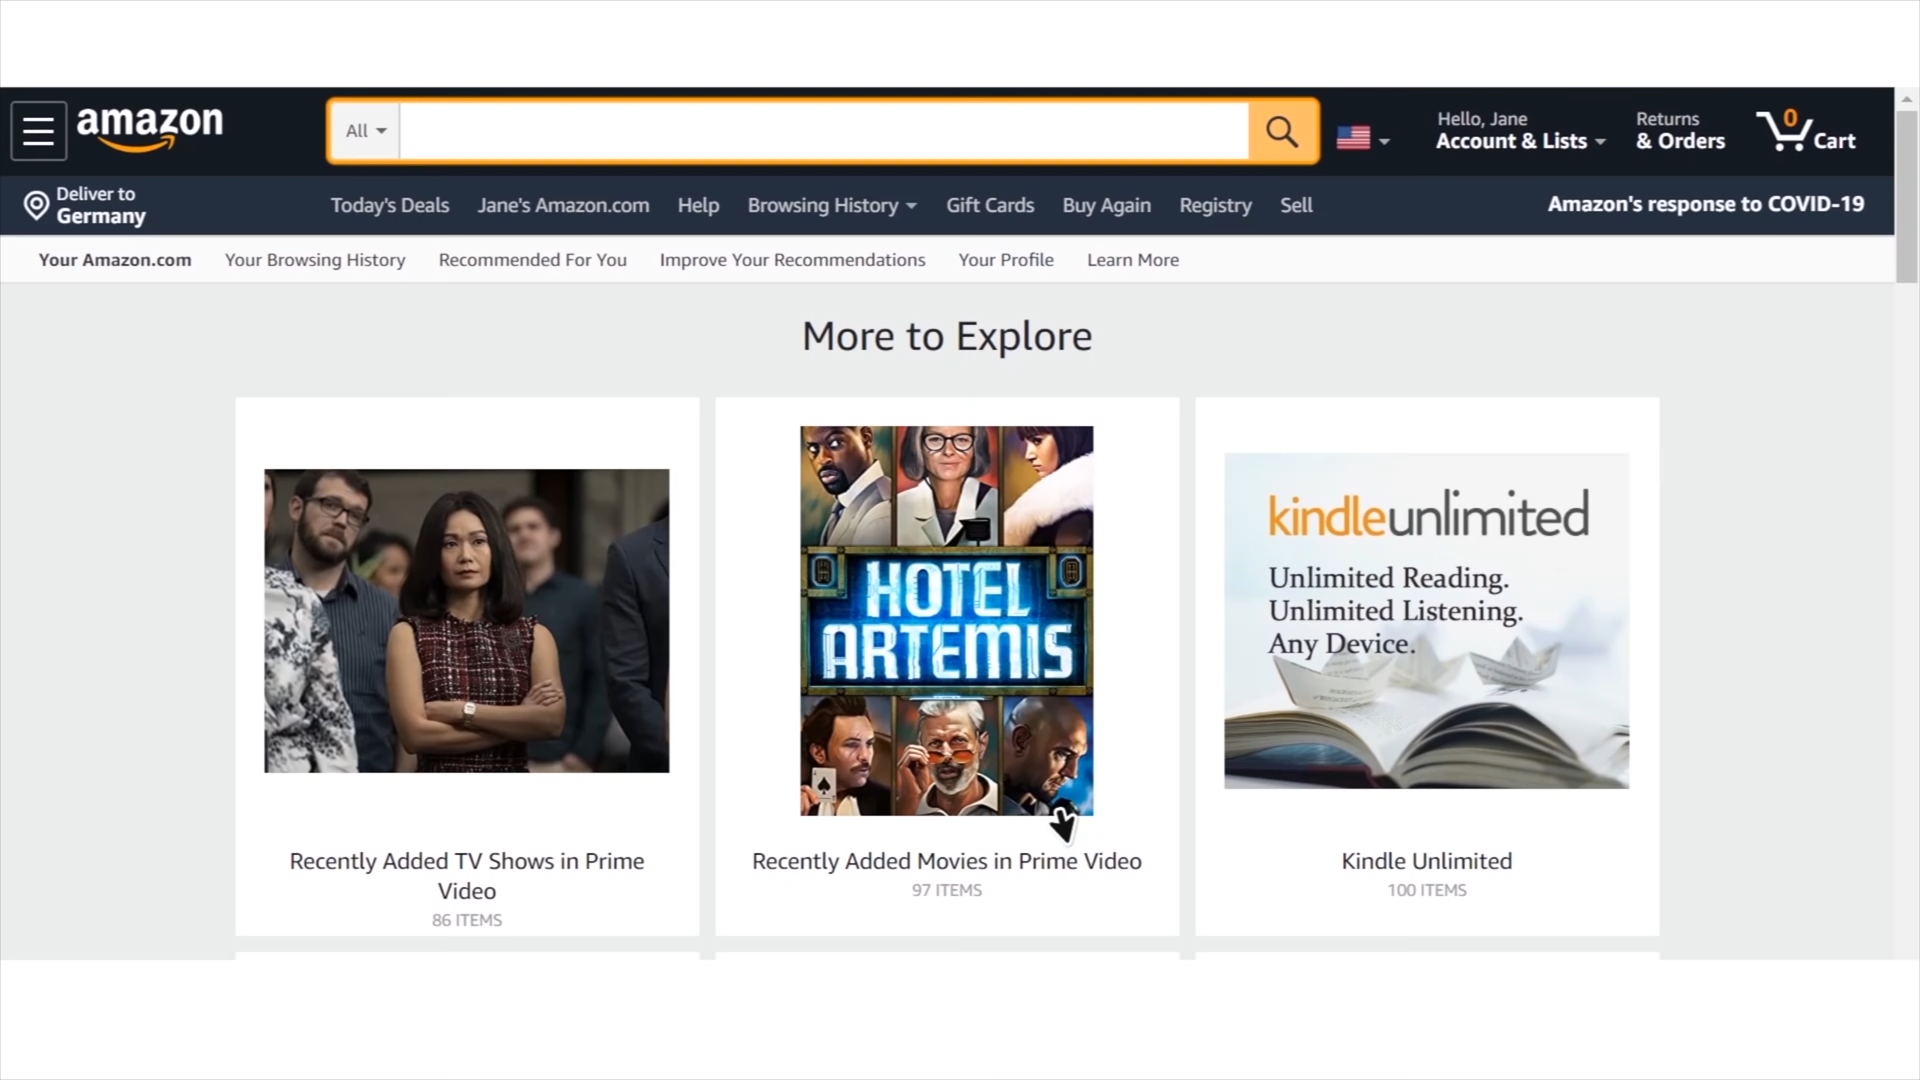 amazon
All
Hello, Jane
Account & Lists
Returns
& Orders
0
Cart
Deliver to
Germany
Today's Deals
Jane's Amazon.com
Help
Browsing History
Gift Cards
Buy Again
Registry
Sell
Amazon's response to COVID-19
Your Amazon.com
Your Browsing History
Recommended For You
Improve Your Recommendations
Your Profile
Learn More
More to Explore
HOTEL
ARTEMIS
kindleunlimited
Unlimited Reading.
Unlimited Listening.
Any Device.
Recently Added TV Shows in Prime
Video
86 ITEMS
Recently Added Movies in Prime Video
97 ITEMS
Kindle Unlimited
100 ITEMS